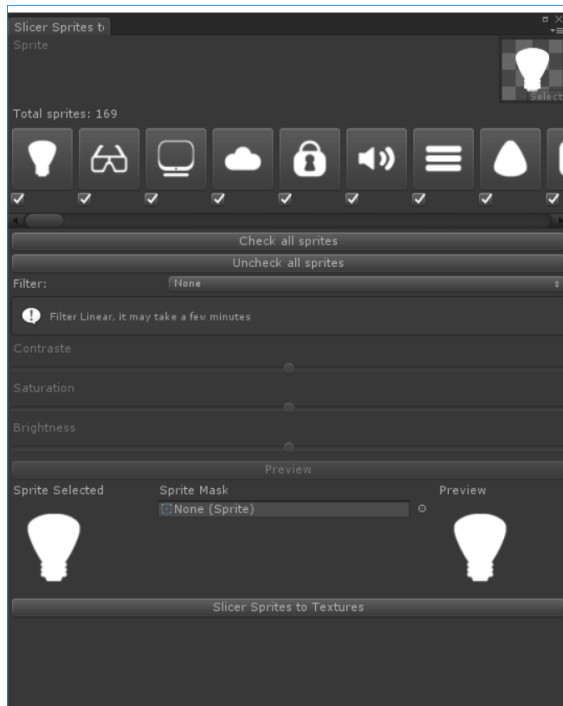 Slicer Sprites t
Sprite
Select
Total sprites: 169
Check all sprites
Uncheck all sprites
Filter:
None
Filter Linear, it may take a few minutes
Contraste
Saturation
Brightness
Preview
Sprite Selected
Sprite Mask
Preview
None (Sprite)
Slicer Sprites to Textures